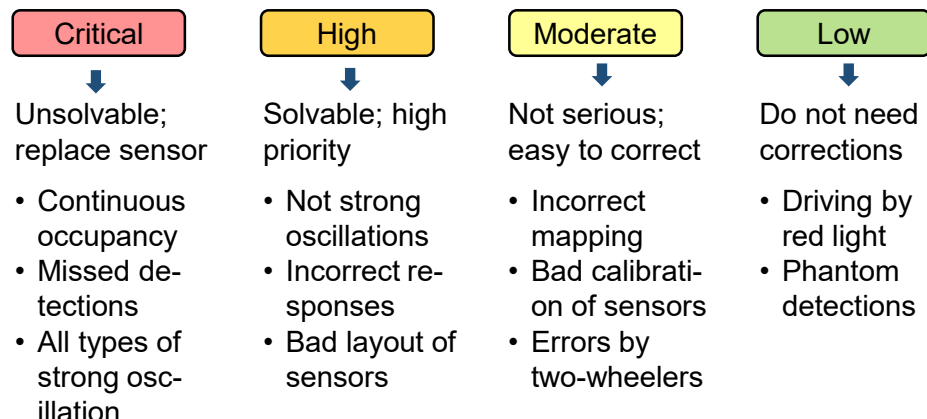 Critical
Unsolvable;
replace sensor
• Continuous
occupancy
• Missed de-
tections
• All types of
strong osc-
illation
High
Solvable; high
priority
• Not strong
oscillations
• Incorrect re-
sponses
• Bad layout of
sensors
Moderate
Not serious;
easy to correct
• Incorrect
mapping
• Bad calibrati-
on of sensors
• Errors by
two-wheelers
Low
Do not need
corrections
• Driving by
red light
• Phantom
detections